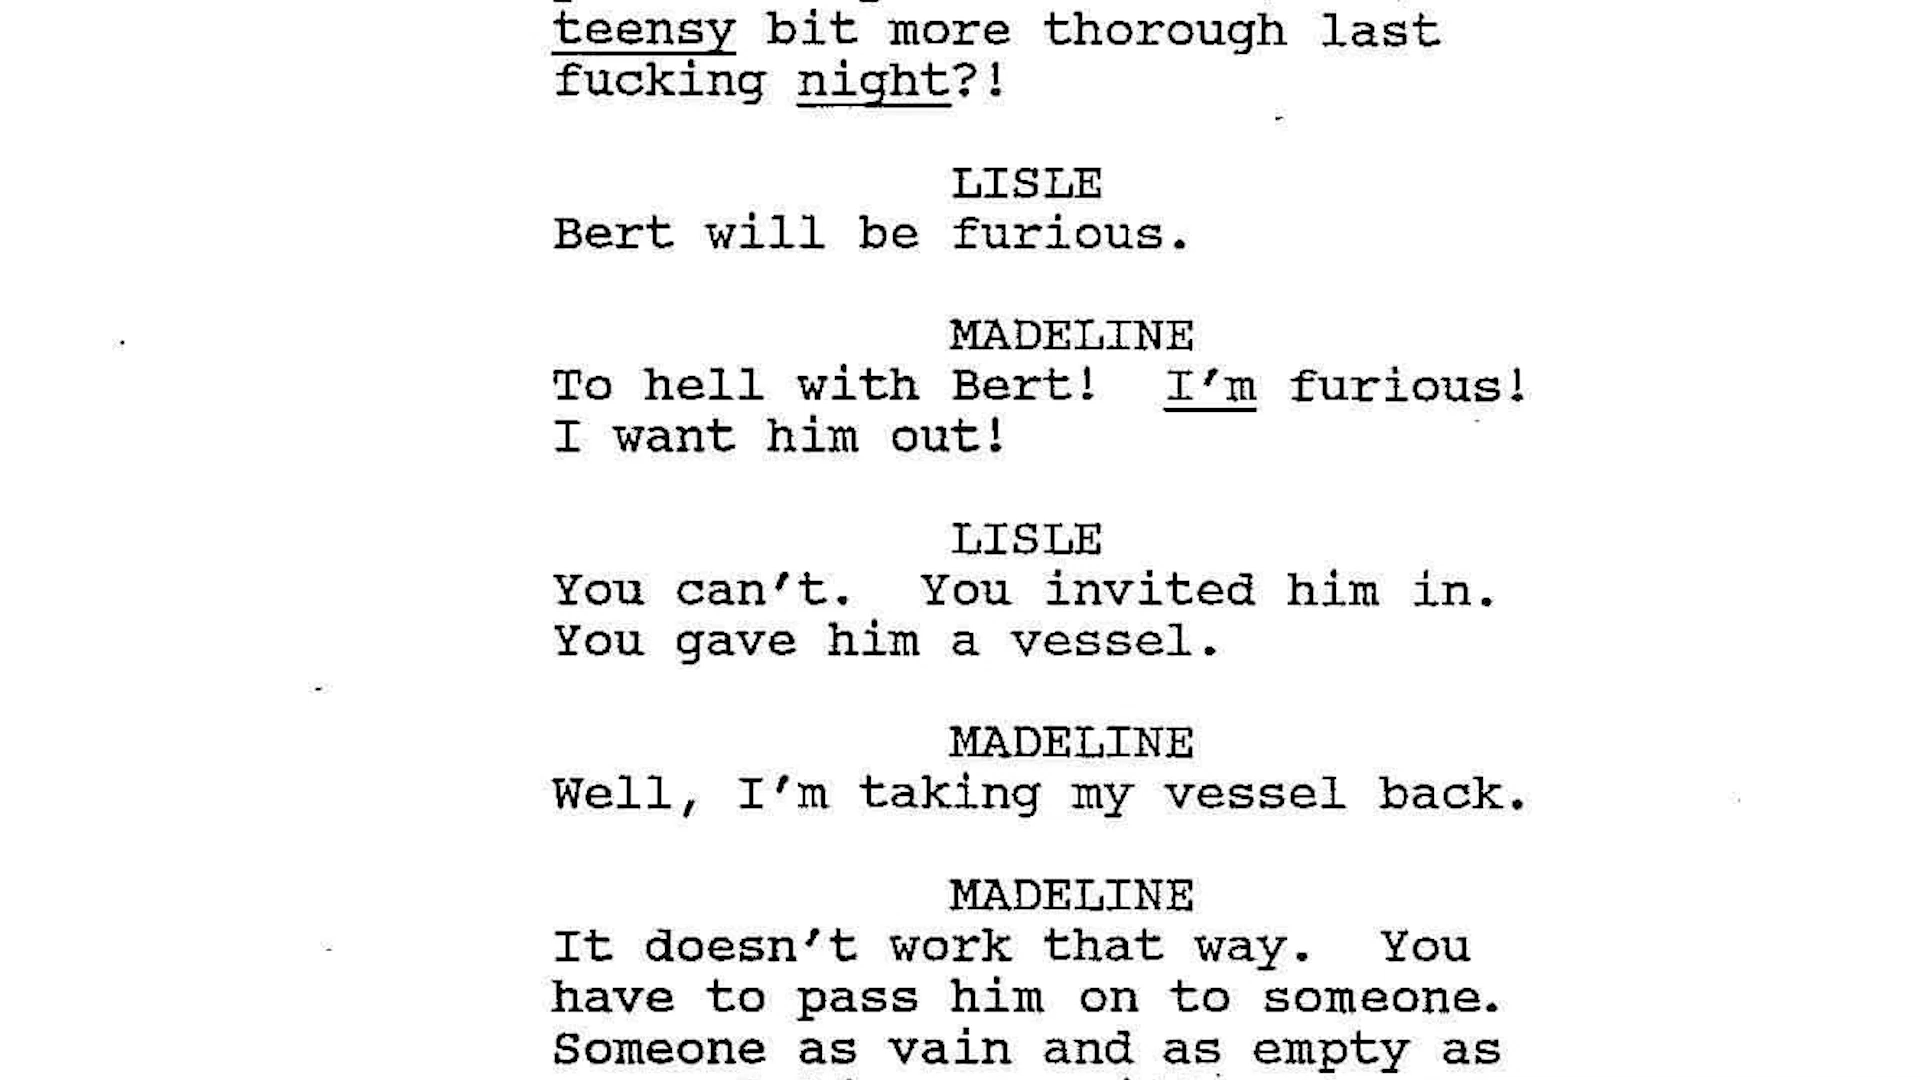 teensy bit more thorough last
fucking night?!
LISLE
Bert will be furious.
MADELINE
To hell with Bert!  I'm furious!
I want him out!
LISLE
You can't.  You invited him in.
You gave him a vessel.
MADELINE
Well, I'm taking my vessel back.
MADELINE
It doesn't work that way.  You
have to pass him on to someone.
Someone as vain and as empty as